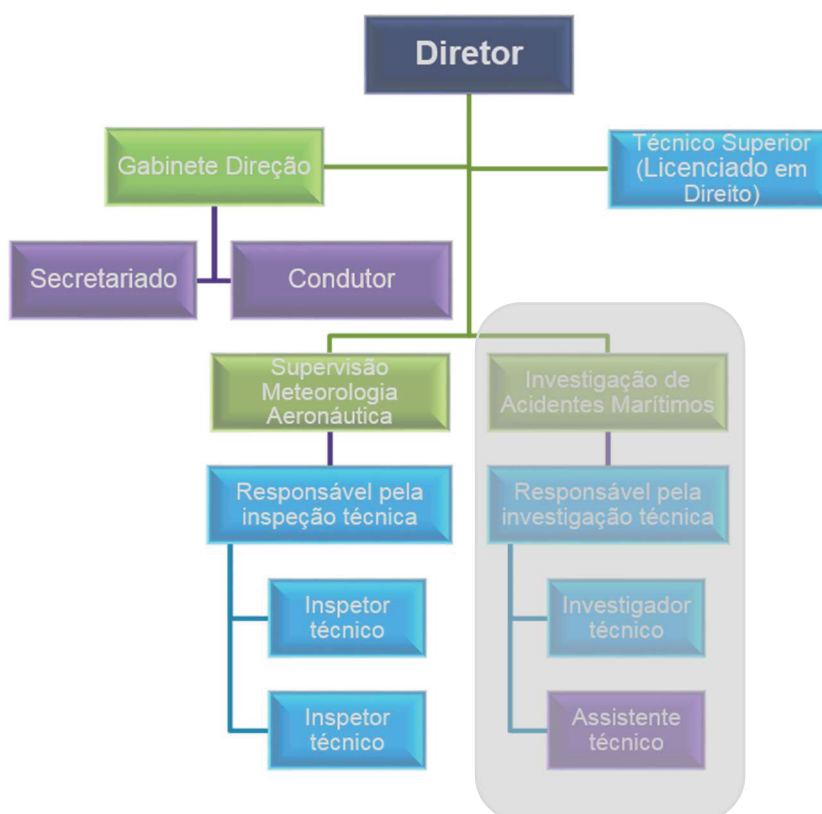 Diretor
Gabinete Direção
Técnico Superior
(Licenciado em
Direito)
Secretariado
Condutor
Supervisão
Meteorologia
Aeronáutica
Investigação de
Acidentes Marítimos
Responsável pela
inspeção técnica
Responsável pela
investigação técnica
Inspetor
técnico
Investigador
técnico
Inspetor
técnico
Assistente
técnico